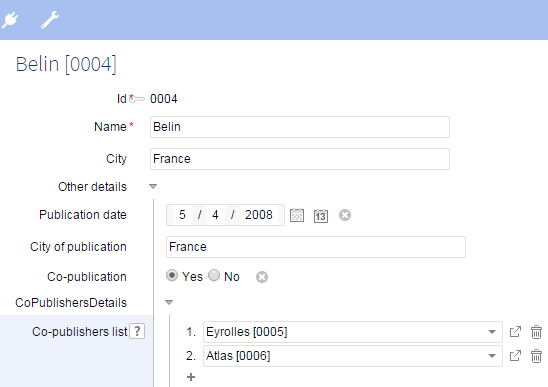 Belin [0004]
Id 0004
Name * Belin
City France
Other details
Publication date 5 / 4 / 2008 13
City of publication France
Co-publication Yes No
CoPublishersDetails
Co-publishers list ? 1. Eyrolles [0005]
2. Atlas [0006]
+